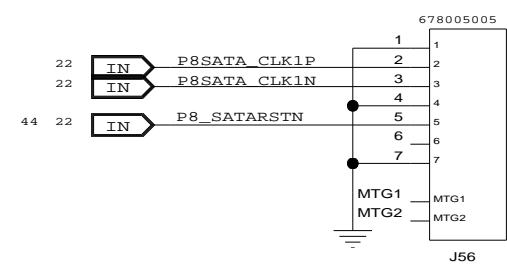 678005005
1 1
22 IN P8SATA_CLK1P 2 2
22 IN P8SATA_CLK1N 3 3
4 4
44 22 IN P8_SATARSTN 5 5
6 6
7 7
MTG1 MTG1
MTG2 MTG2
J56